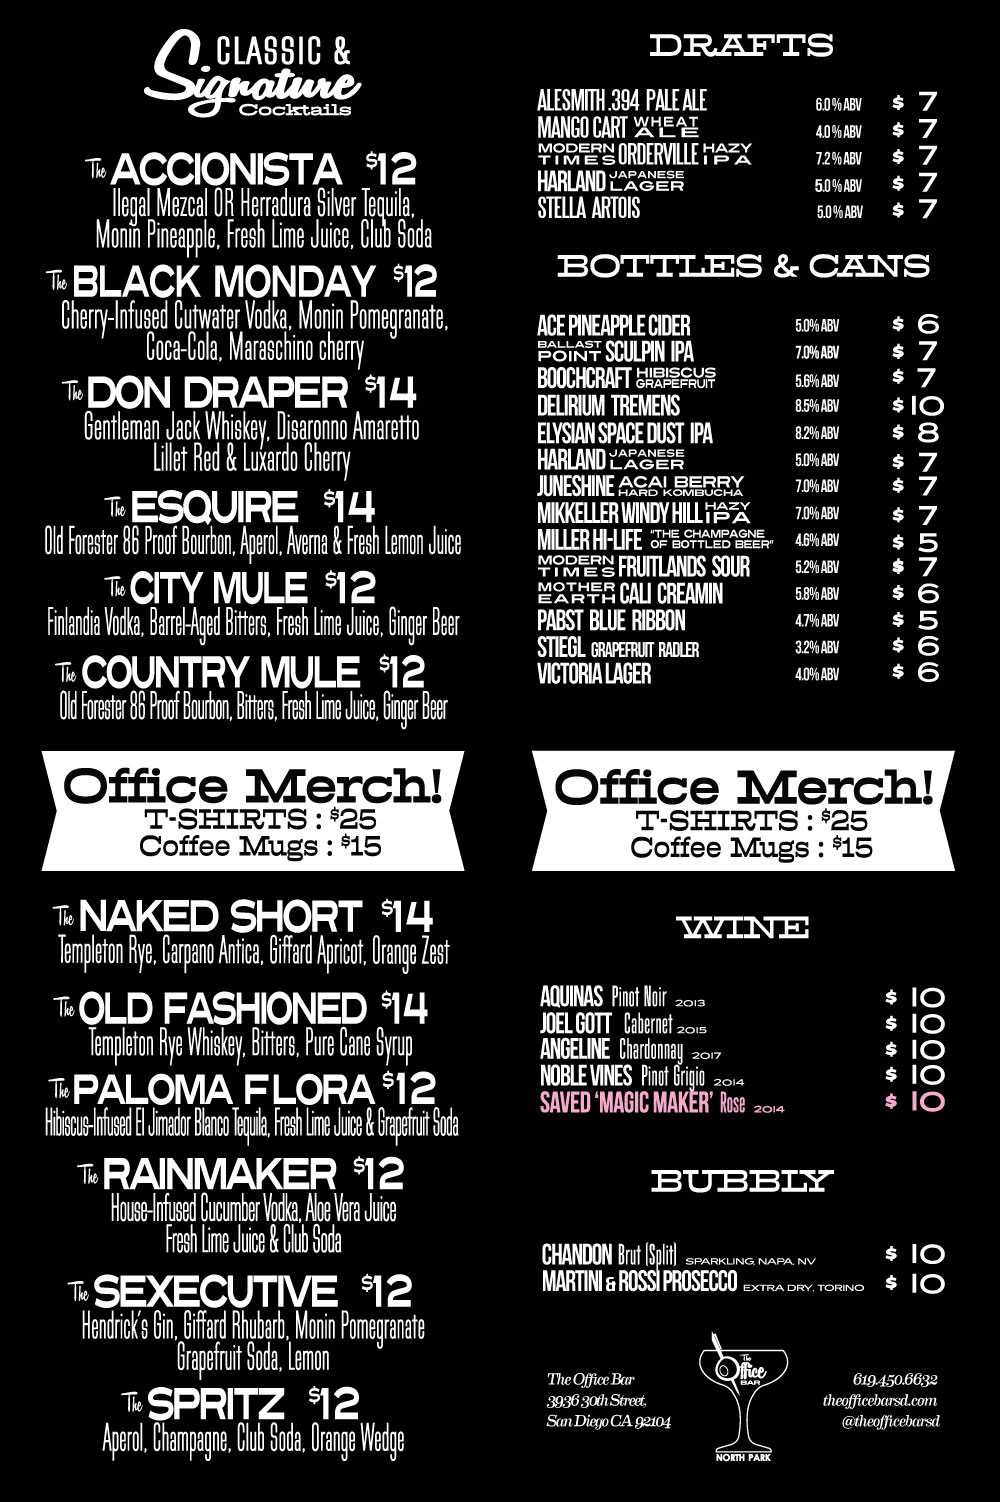 CLASSIC &
Signature
Cocktails
The ACCIONISTA $12
Ilegal Mezcal OR Herradura Silver Tequila,
Monin Pineapple, Fresh Lime Juice, Club Soda
The BLACK MONDAY $12
Cherry-Infused Cutwater Vodka, Monin Pomegranate,
Coca-Cola, Maraschino cherry
The DON DRAPER $14
Gentleman Jack Whiskey, Disaronno Amaretto
Lillet Red & Luxardo Cherry
The ESQUIRE $14
Old Forester 86 Proof Bourbon, Aperol, Averna & Fresh Lemon Juice
The CITY MULE $12
Finlandia Vodka, Barrel-Aged Bitters, Fresh Lime Juice, Ginger Beer
The COUNTRY MULE $12
Old Forester 86 Proof Bourbon, Bitters, Fresh Lime Juice, Ginger Beer
Office Merch!
T-SHIRTS : $25
Coffee Mugs : $15
The NAKED SHORT $14
Templeton Rye, Carpano Antica, Giffard Apricot, Orange Zest
The OLD FASHIONED $14
Templeton Rye Whiskey, Bitters, Pure Cane Syrup
The PALOMA FLORA $12
Hibiscus-Infused El Jimador Blanco Tequila, Fresh Lime Juice & Grapefruit Soda
The RAINMAKER $12
House-Infused Cucumber Vodka, Aloe Vera Juice
Fresh Lime Juice & Club Soda
The SEXECUTIVE $12
Hendrick's Gin, Giffard Rhubarb, Monin Pomegranate
Grapefruit Soda, Lemon
The SPRITZ $12
Aperol, Champagne, Club Soda, Orange Wedge
DRAFTS
ALESMITH .394 PALE ALE 6.0% ABV $ 7
MANGO CART WHEAT ALE 4.0% ABV $ 7
MODERN TIMES ORDERVILLE HAZY IPA 7.2% ABV $ 7
HARLAND JAPANESE LAGER 5.0% ABV $ 7
STELLA ARTOIS 5.0% ABV $ 7
BOTTLES & CANS
ACE PINEAPPLE CIDER 5.0% ABV $ 6
BALLAST POINT SCULPIN IPA 7.0% ABV $ 7
BOOCHCRAFT HIBISCUS GRAPEFRUIT 5.6% ABV $ 7
DELIRIUM TREMENS 8.5% ABV $ 10
ELYSIAN SPACE DUST IPA 8.2% ABV $ 8
HARLAND JAPANESE LAGER 5.0% ABV $ 7
JUNESHINE ACAI BERRY HARD KOMBUCHA 7.0% ABV $ 7
MIKKELLER WINDY HILL HAZY IPA 7.0% ABV $ 7
MILLER HI-LIFE "THE CHAMPAGNE OF BOTTLED BEER" 4.6% ABV $ 5
MODERN TIMES FRUITLANDS SOUR 5.2% ABV $ 7
MOTHER EARTH CALI CREAMIN 5.8% ABV $ 6
PABST BLUE RIBBON 4.7% ABV $ 5
STIEGL GRAPEFRUIT RADLER 3.2% ABV $ 6
VICTORIA LAGER 4.0% ABV $ 6
Office Merch!
T-SHIRTS : $25
Coffee Mugs : $15
WINE
AQUINAS Pinot Noir 2013 $ 10
JOEL GOTT Cabernet 2015 $ 10
ANGELINE Chardonnay 2017 $ 10
NOBLE VINES Pinot Grigio 2014 $ 10
SAVED 'MAGIC MAKER' Rose 2014 $ 10
BUBBLY
CHANDON Brut (Split) SPARKLING, NAPA, NV $ 10
MARTINI & ROSSI PROSECCO EXTRA DRY, TORINO $ 10
The Office Bar
3936 30th Street,
San Diego CA 92104
The
Office
BAR
NORTH PARK
619.450.6632
theofficebarsd.com
@theofficebarsd